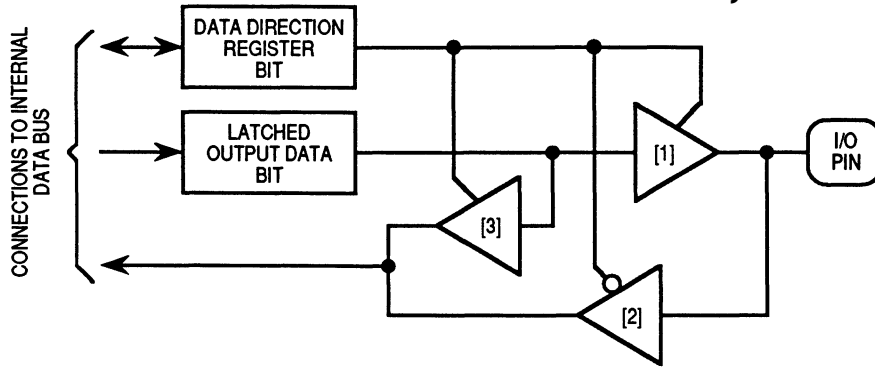 CONNECTIONS TO INTERNAL
DATA BUS
DATA DIRECTION
REGISTER
BIT
LATCHED
OUTPUT DATA
BIT
[1]
I/O
PIN
[3]
[2]